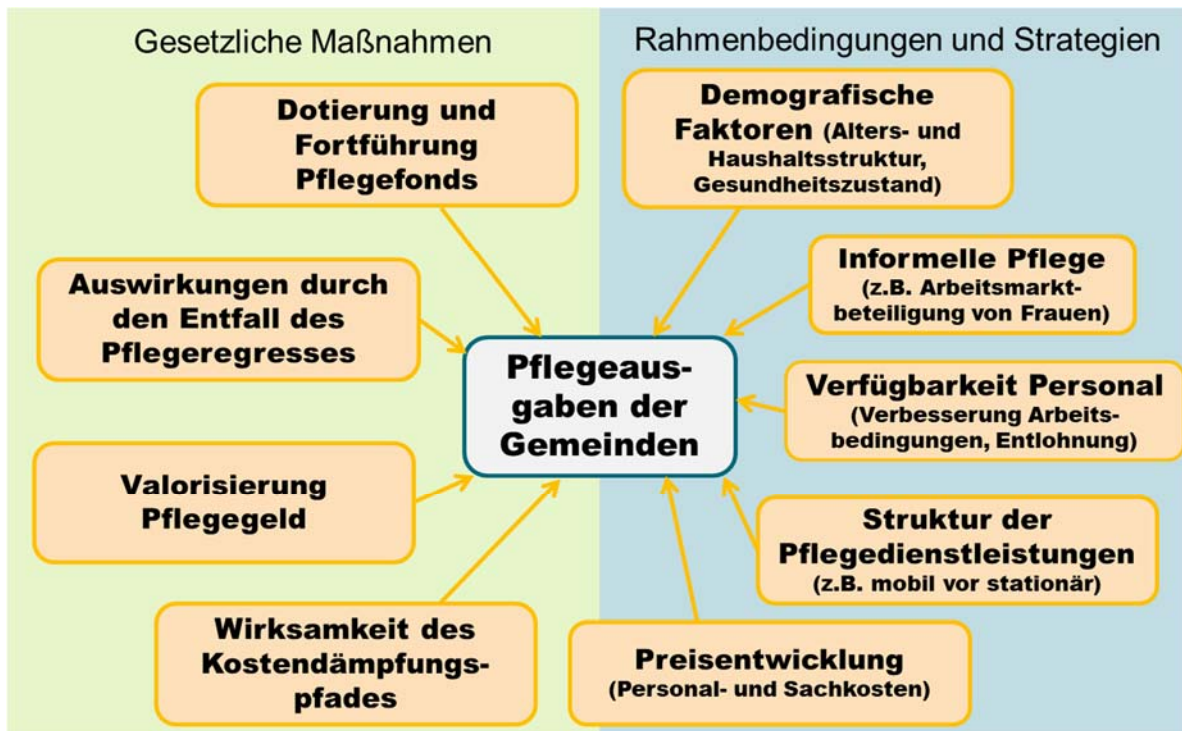 Gesetzliche Maßnahmen
Dotierung und
Fortführung
Pflegefonds
Auswirkungen durch
den Entfall des
Pflegeregresses
Valorisierung
Pflegegeld
Wirksamkeit des
Kostendämpfungs-
pfades
Pflegeaus-
gaben der
Gemeinden
Rahmenbedingungen und Strategien
Demografische
Faktoren (Alters- und
Haushaltsstruktur,
Gesundheitszustand)
Informelle Pflege
(z.B. Arbeitsmarkt-
beteiligung von Frauen)
Verfügbarkeit Personal
(Verbesserung Arbeits-
bedingungen, Entlohnung)
Struktur der
Pflegedienstleistungen
(z.B. mobil vor stationär)
Preisentwicklung
(Personal- und Sachkosten)